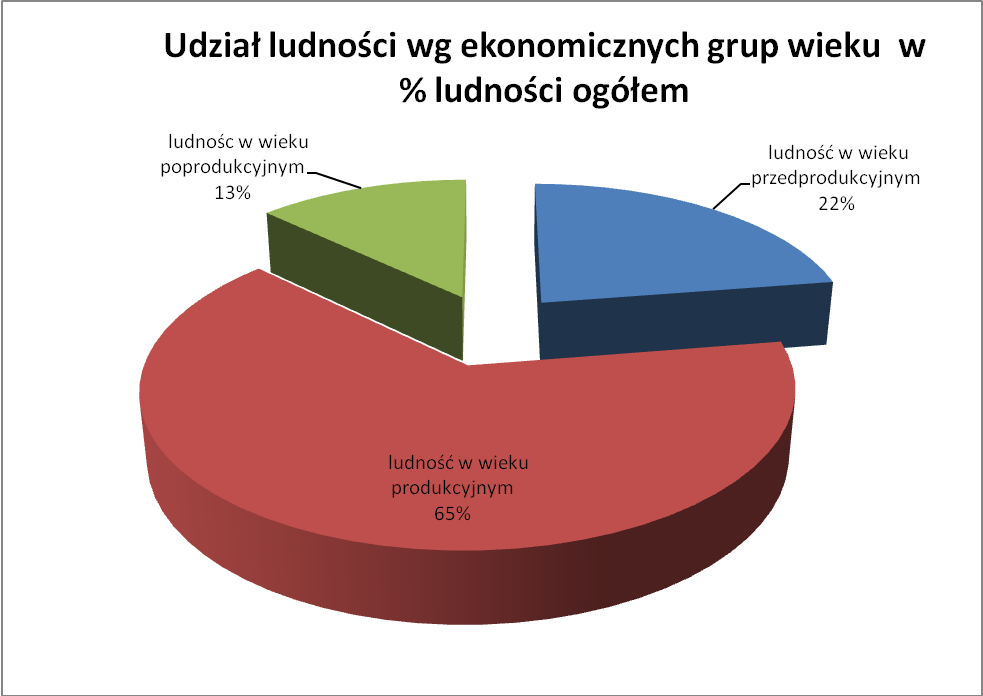 Udział ludności wg ekonomicznych grup wieku  w
% ludności ogółem
ludnośc w wieku
poprodukcyjnym
13%
ludność w wieku
przedprodukcyjnym
22%
ludność w wieku
produkcyjnym
65%